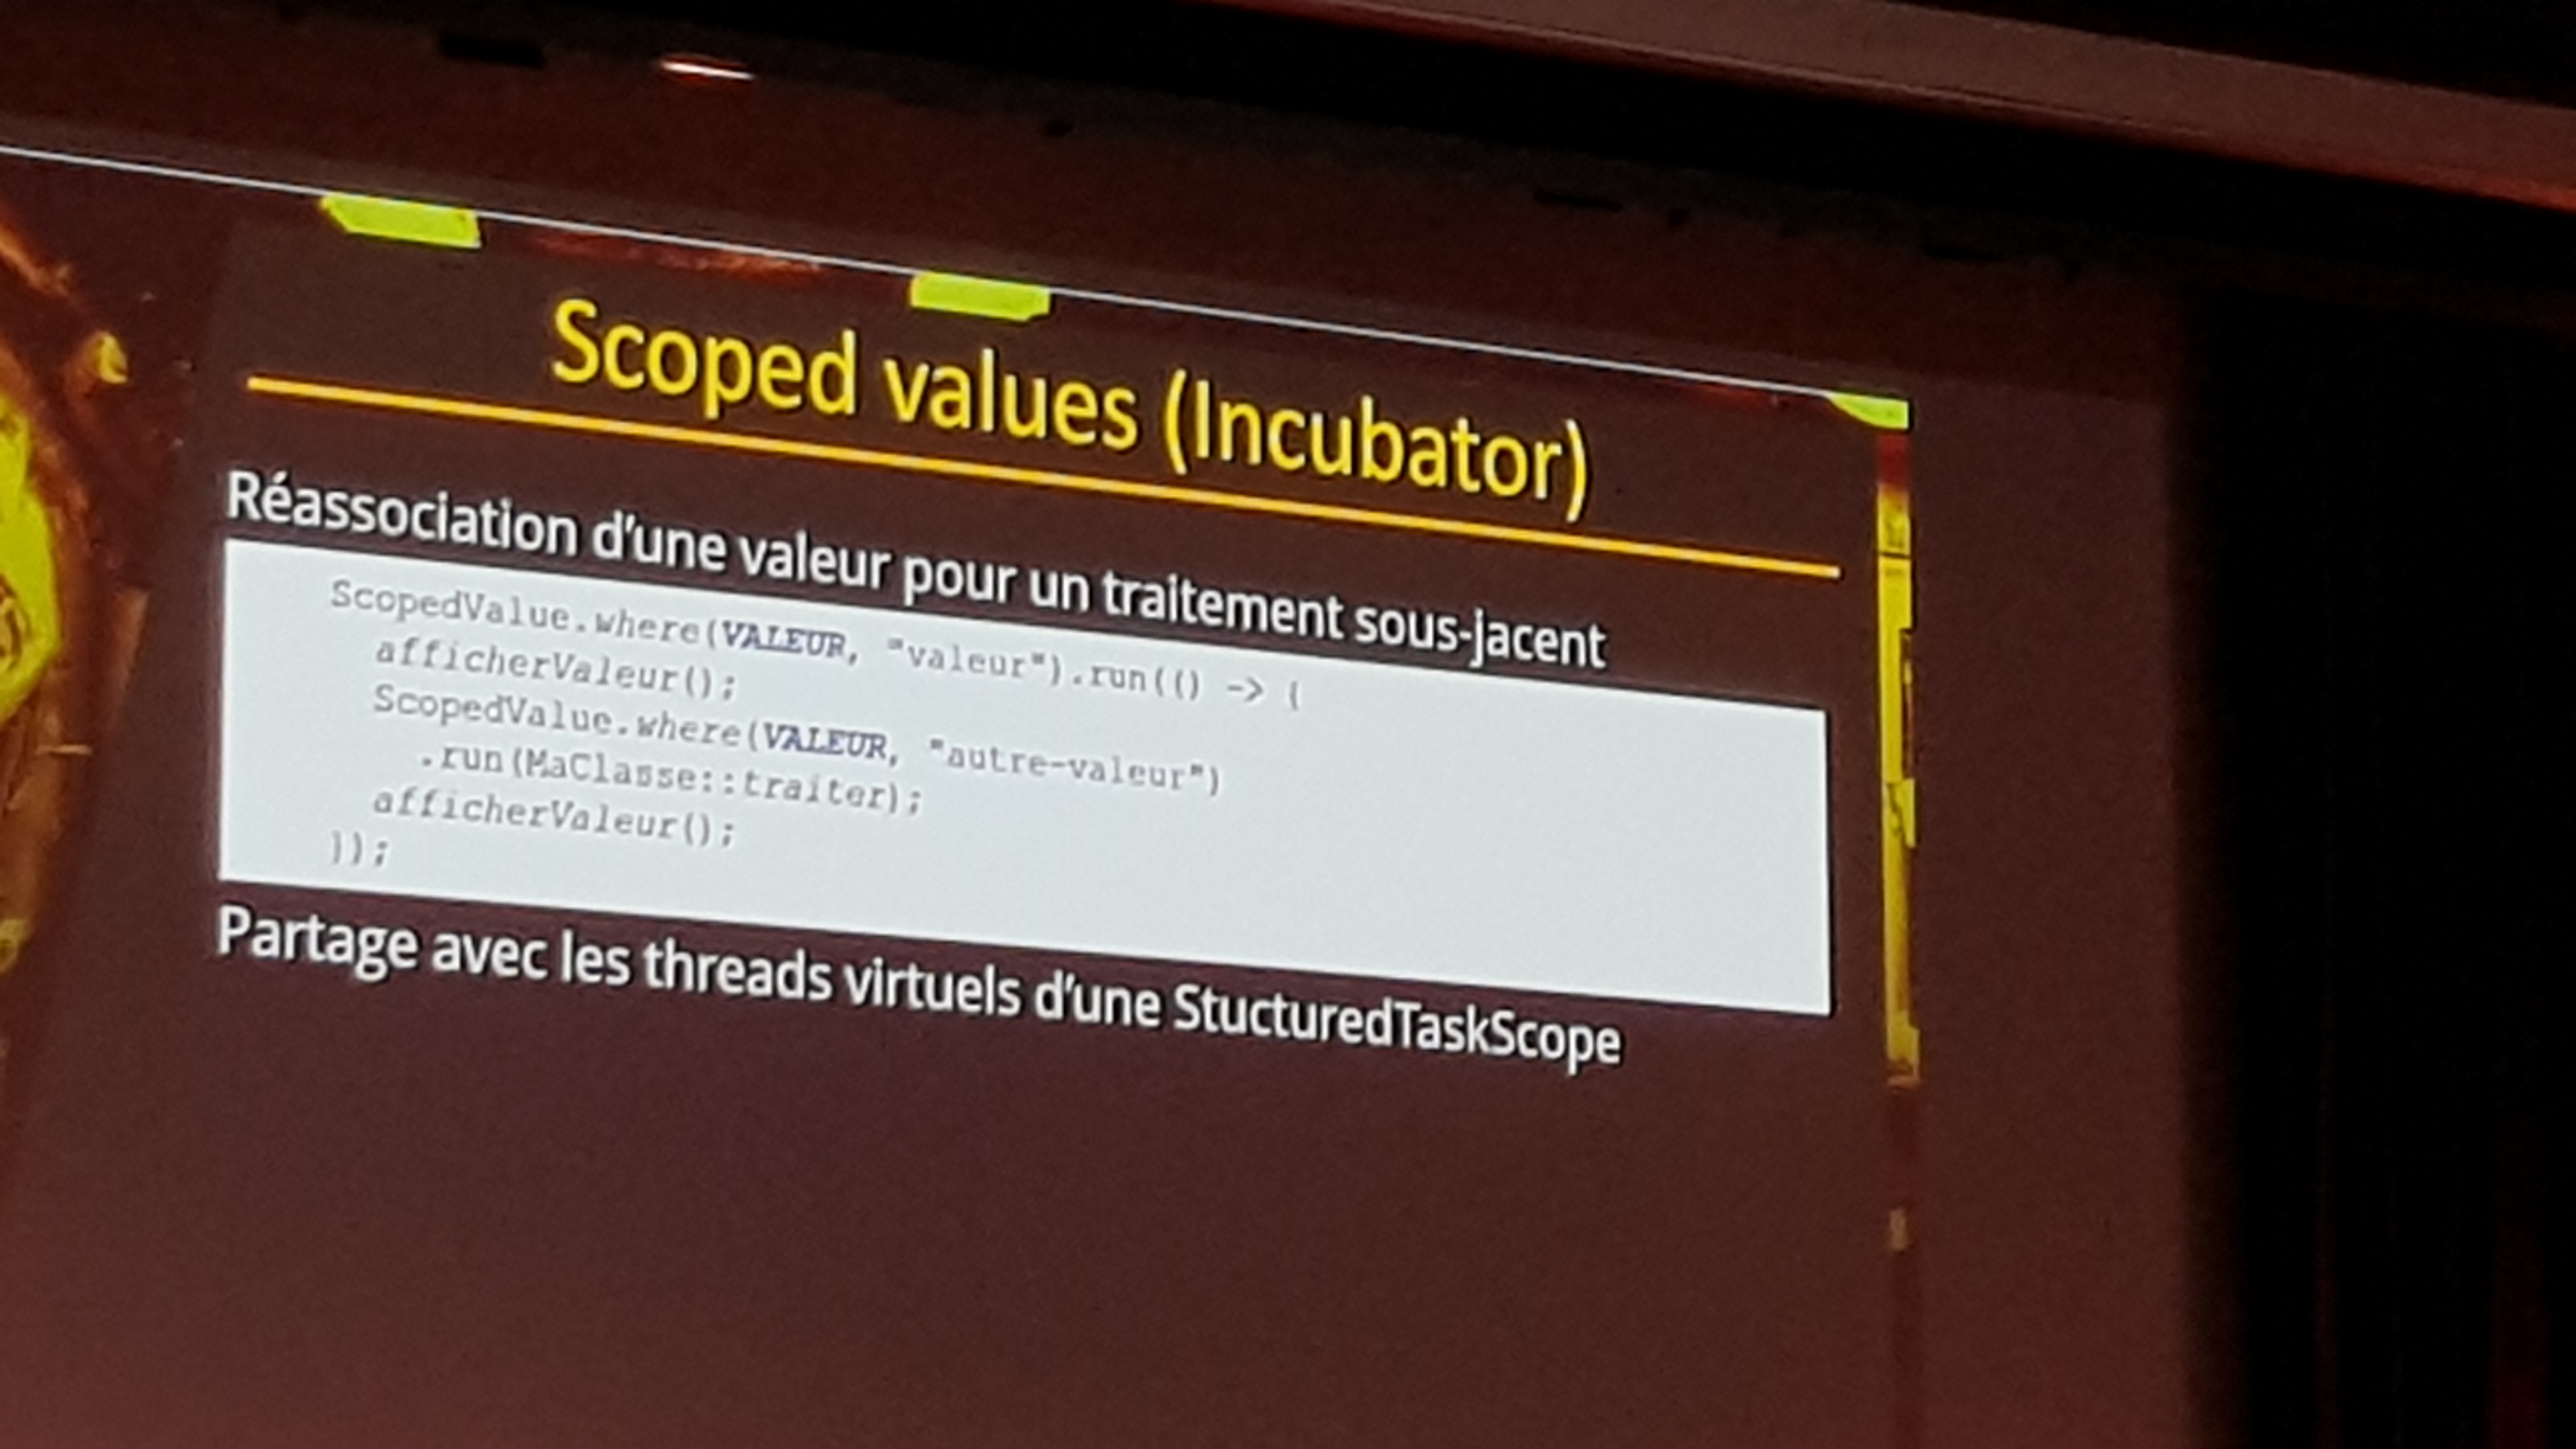 Scoped values (Incubator)
Réassociation d'une valeur pour un traitement sous-jacent
ScopedValue.where(VALEUR, "valeur").run(() -> {
afficherValeur();
ScopedValue.where(VALEUR, "autre-valeur")
.run(MaClasse::traiter);
afficherValeur();
});
Partage avec les threads virtuels d'une StucturedTaskScope